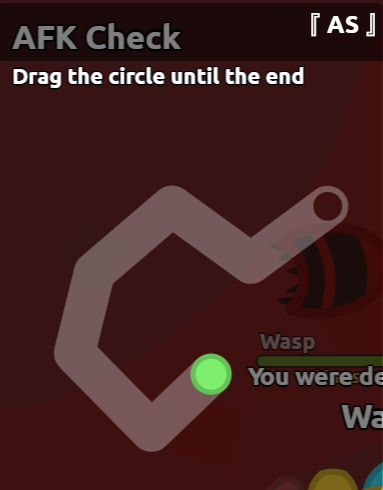 『 AS 』
AFK Check
Drag the circle until the end
Wasp
You were de
Wa